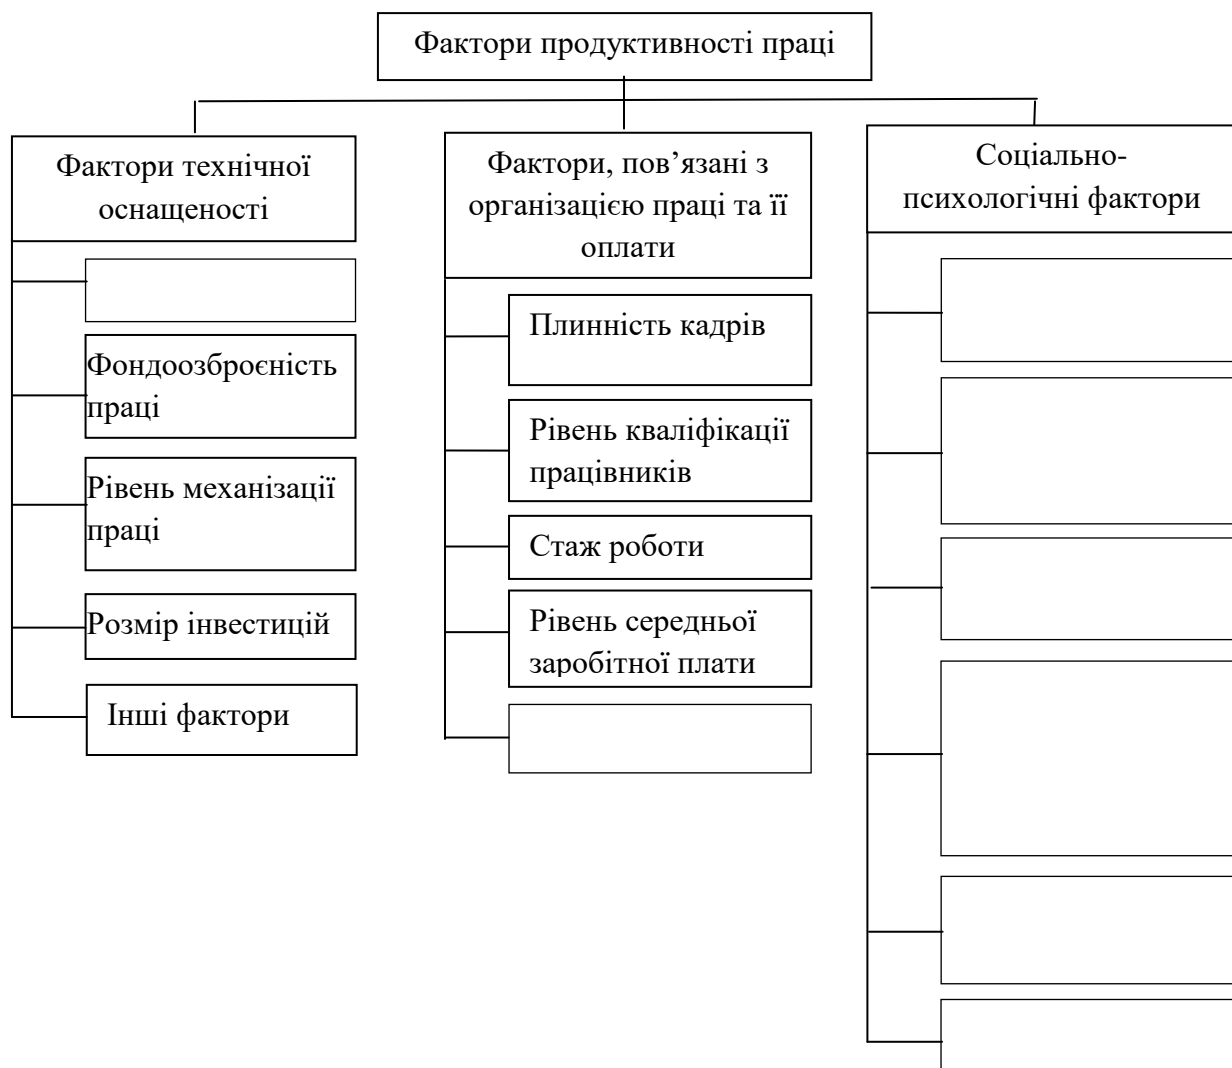 Фактори продуктивності праці
Фактори технічної
оснащеності
Фондоозброєність
праці
Рівень механізації
праці
Розмір інвестицій
Інші фактори
Фактори, пов’язані з
організацією праці та її
оплати
Плинність кадрів
Рівень кваліфікації
працівників
Стаж роботи
Рівень середньої
заробітної плати
Соціально-
психологічні фактори